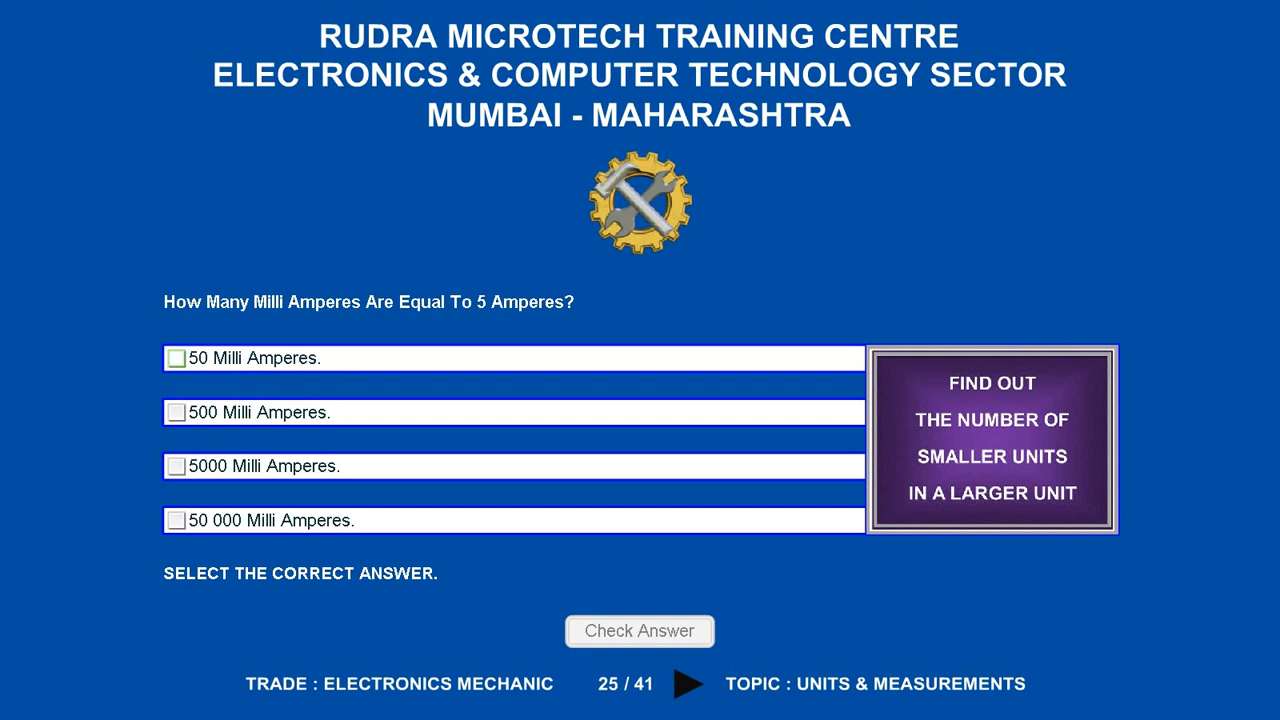 RUDRA MICROTECH TRAINING CENTRE
ELECTRONICS & COMPUTER TECHNOLOGY SECTOR
MUMBAI - MAHARASHTRA
How Many Milli Amperes Are Equal To 5 Amperes?
50 Milli Amperes.
500 Milli Amperes.
5000 Milli Amperes.
50 000 Milli Amperes.
FIND OUT
THE NUMBER OF
SMALLER UNITS
IN A LARGER UNIT
SELECT THE CORRECT ANSWER.
Check Answer
TRADE : ELECTRONICS MECHANIC 25 / 41 TOPIC : UNITS & MEASUREMENTS